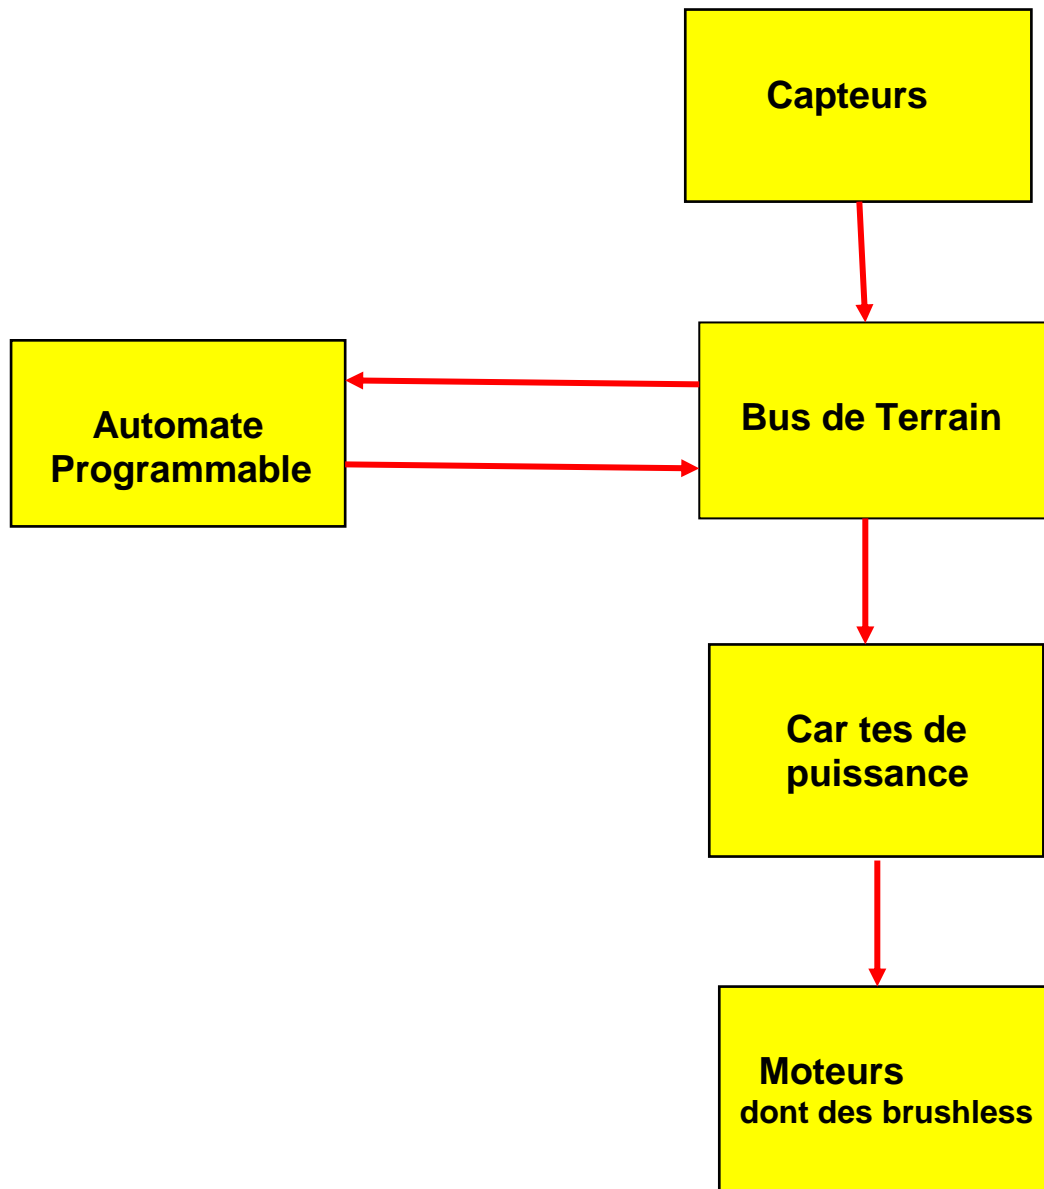 Capteurs
Automate
Programmable
Bus de Terrain
Car tes de
puissance
Moteurs
dont des brushless